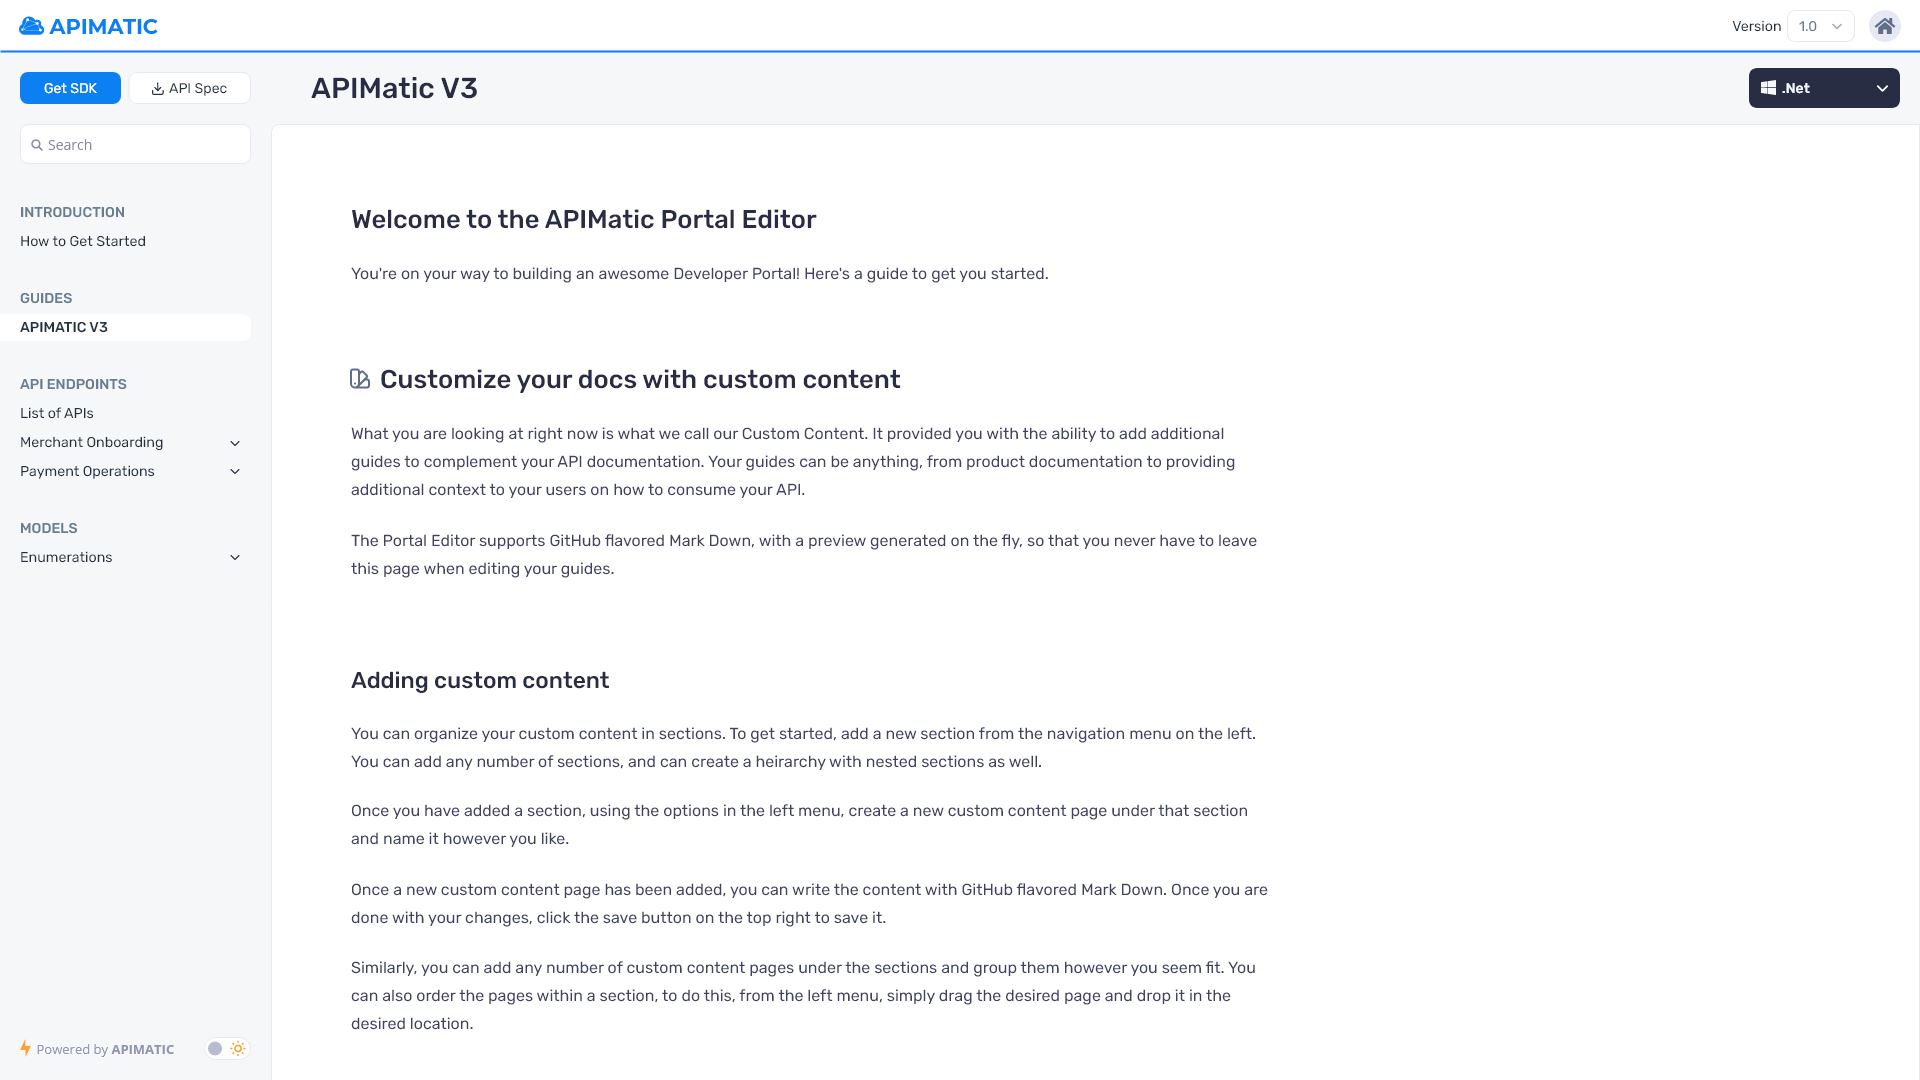 APIMATIC
Version 1.0
Get SDK
API Spec
Search
INTRODUCTION
How to Get Started
GUIDES
APIMATIC V3
API ENDPOINTS
List of APIs
Merchant Onboarding
Payment Operations
MODELS
Enumerations
Powered by APIMATIC
APIMatic V3
.Net
Welcome to the APIMatic Portal Editor
You're on your way to building an awesome Developer Portal! Here's a guide to get you started.
Customize your docs with custom content
What you are looking at right now is what we call our Custom Content. It provided you with the ability to add additional
guides to complement your API documentation. Your guides can be anything, from product documentation to providing
additional context to your users on how to consume your API.
The Portal Editor supports GitHub flavored Mark Down, with a preview generated on the fly, so that you never have to leave
this page when editing your guides.
Adding custom content
You can organize your custom content in sections. To get started, add a new section from the navigation menu on the left.
You can add any number of sections, and can create a heirarchy with nested sections as well.
Once you have added a section, using the options in the left menu, create a new custom content page under that section
and name it however you like.
Once a new custom content page has been added, you can write the content with GitHub flavored Mark Down. Once you are
done with your changes, click the save button on the top right to save it.
Similarly, you can add any number of custom content pages under the sections and group them however you seem fit. You
can also order the pages within a section, to do this, from the left menu, simply drag the desired page and drop it in the
desired location.